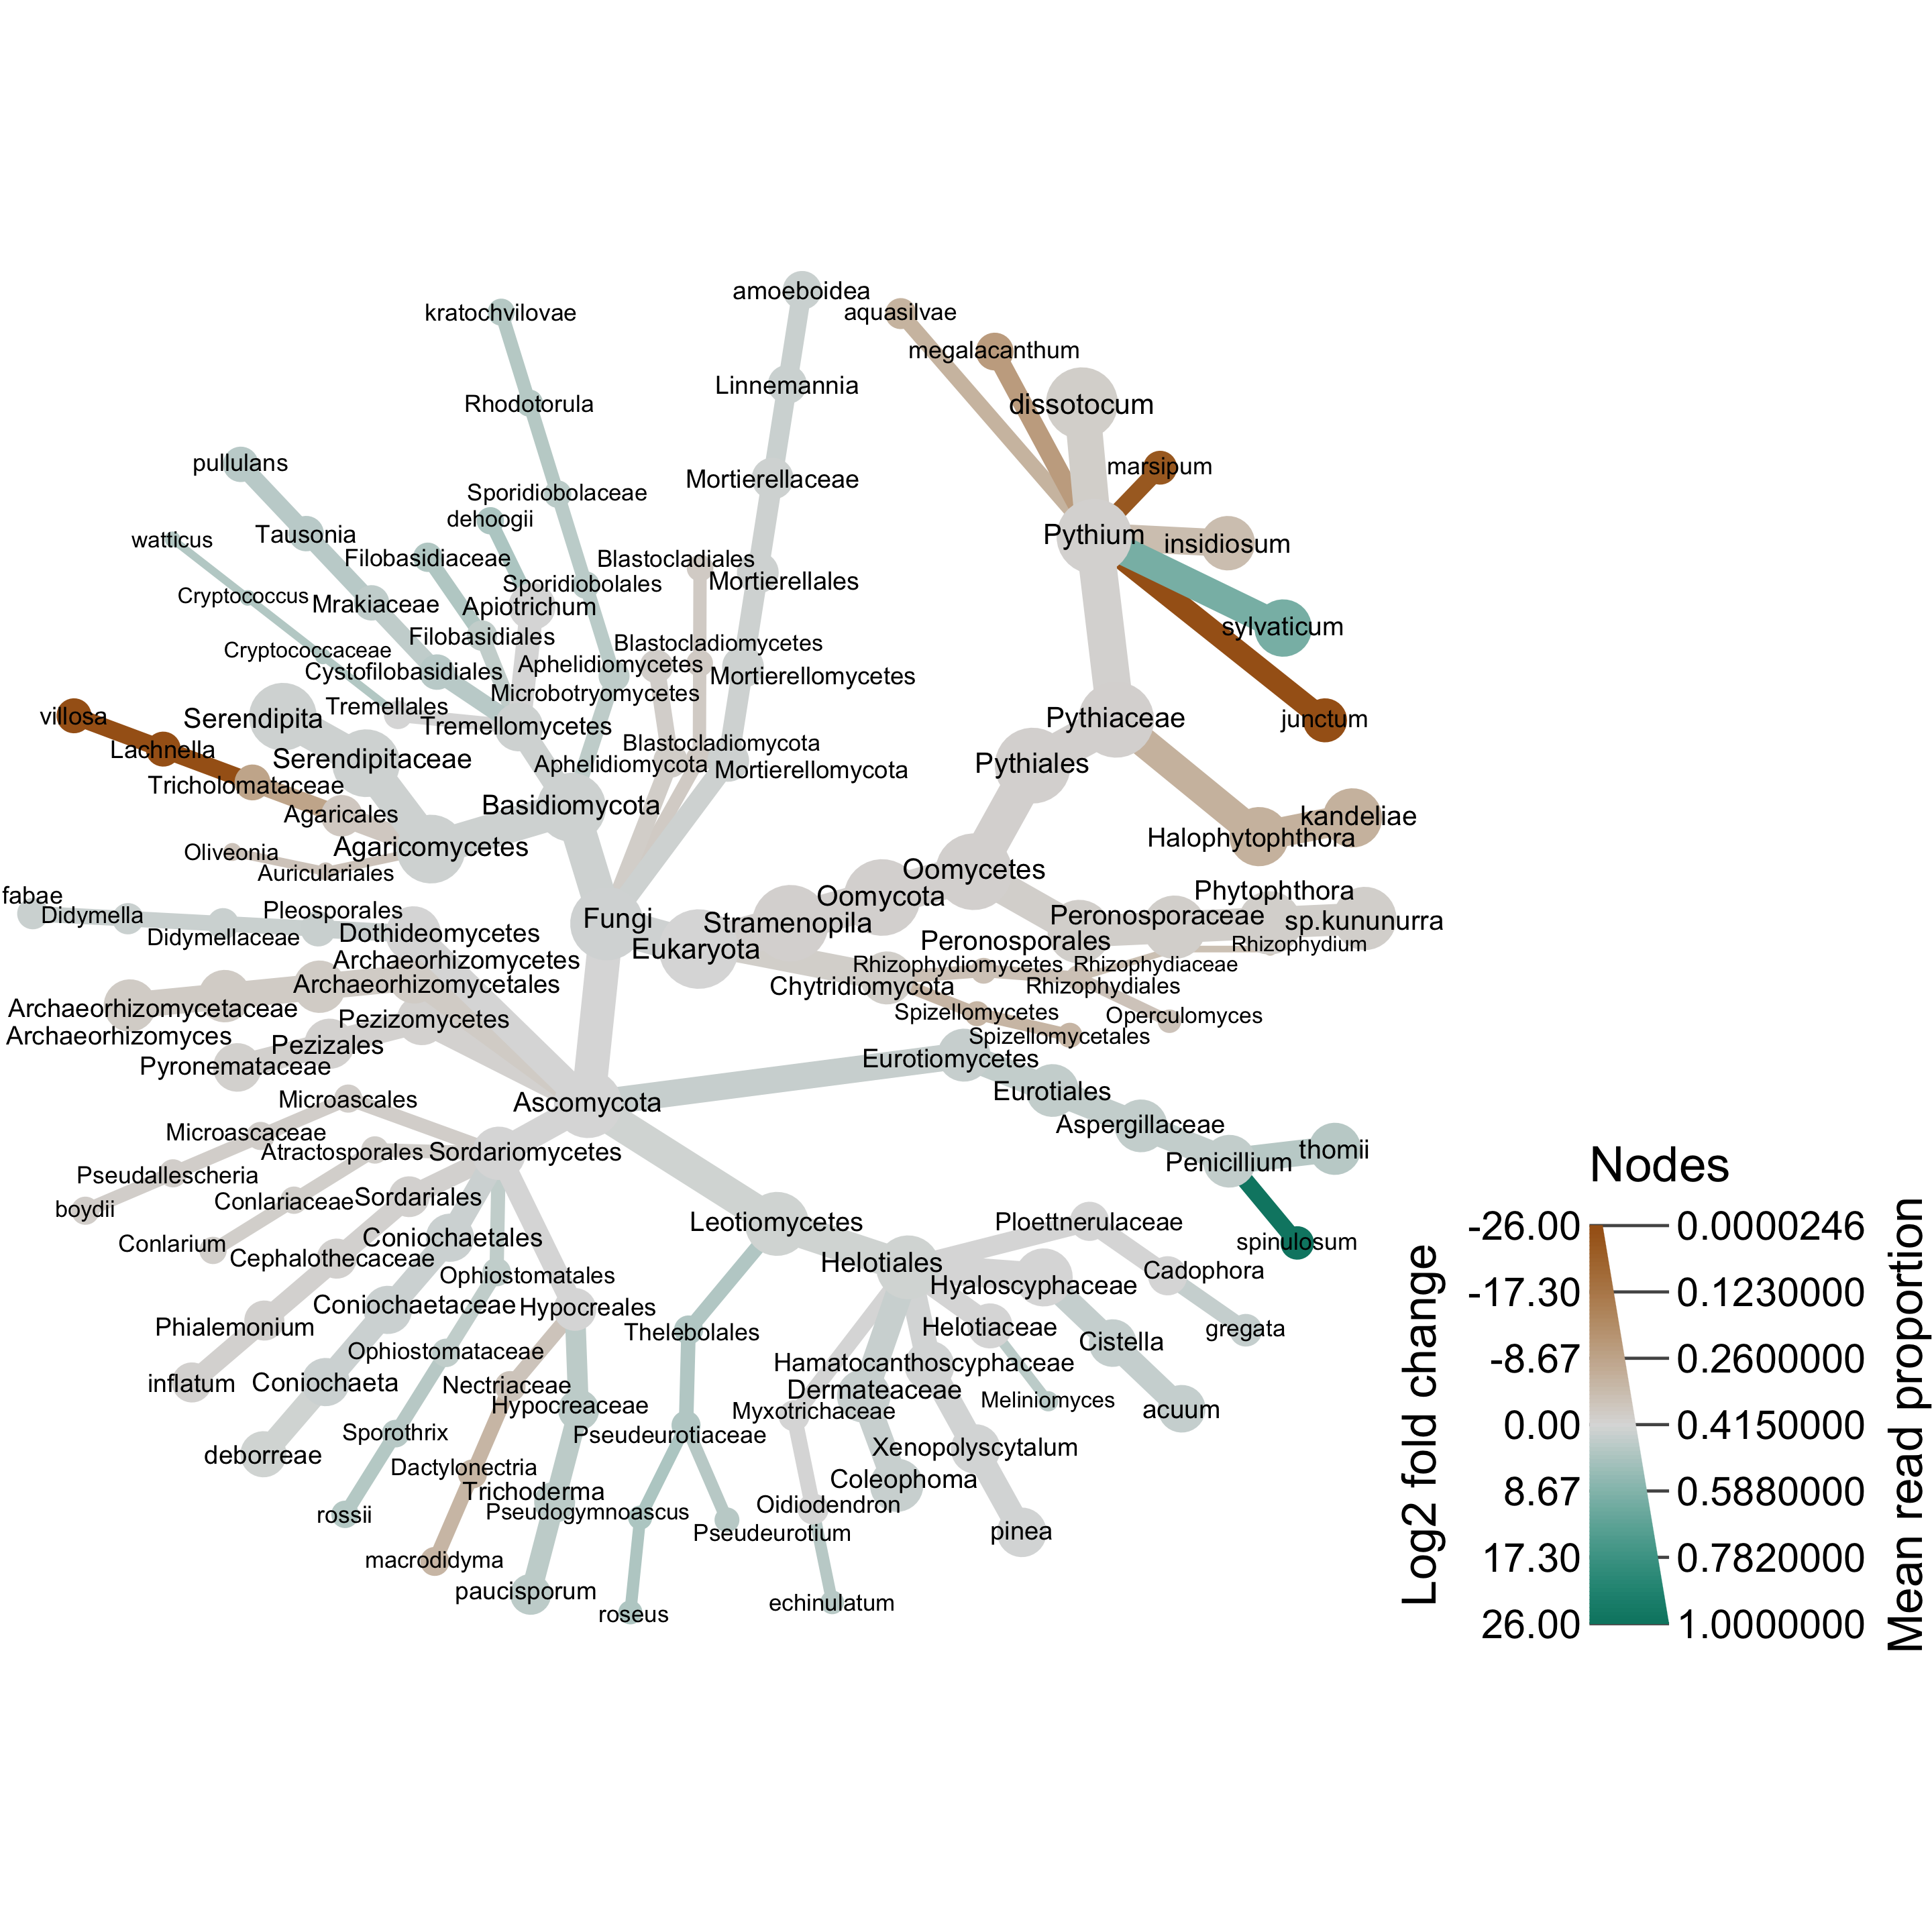 amoeboidea
kratochvilovae
aquasilvae
megalacanthum
Linnemannia
Rhodotorula
dissotocum
pullulans
marsipum
Mortierellaceae
Sporidiobolaceae
dehoogii
Tausonia
Pythium
watticus
insidiosum
Filobasidiaceae
Blastocladiales
Sporidiobolales
Mortierellales
Cryptococcus
Mrakiaceae
Apiotrichum
sylvaticum
Filobasidiales
Blastocladiomycetes
Cryptococcaceae
Aphelidiomycetes
Cystofilobasidiales
Mortierellomycetes
Microbotryomycetes
Tremellales
villosa
Serendipita
Tremellomycetes
Pythiaceae
junctum
Lachnella
Blastocladiomycota
Serendipitaceae
Aphelidiomycota
Mortierellomycota
Pythiales
Tricholomataceae
Basidiomycota
Agaricales
kandeliae
Halophytophthora
Oliveonia
Agaricomycetes
Auriculariales
Oomycetes
fabae
Oomycota
Phytophthora
Didymella
Pleosporales
Fungi
Stramenopila
Peronosporaceae
sp.kununurra
Didymellaceae
Dothideomycetes
Eukaryota
Peronosporales
Rhizophydium
Archaeorhizomycetes
Rhizophydiomycetes
Rhizophydiaceae
Archaeorhizomycetales
Chytridiomycota
Rhizophydiales
Archaeorhizomycetaceae
Pezizomycetes
Spizellomycetes
Operculomyces
Archaeorhizomyces
Pezizales
Spizellomycetales
Pyronemataceae
Eurotiomycetes
Microascales
Ascomycota
Eurotiales
Microascaceae
Aspergillaceae
Atractosporales
Sordariomycetes
thomii
Penicillium
Pseudallescheria
Conlariaceae
Sordariales
boydii
Leotiomycetes
Ploettnerulaceae
Conlarium
Coniochaetales
spinulosum
Cephalothecaceae
Helotiales
Cadophora
Ophiostomatales
Hyaloscyphaceae
Coniochaetaceae
Hypocreales
Phialemonium
Thelebolales
Helotiaceae
gregata
Cistella
Ophiostomataceae
Hamatocanthoscyphaceae
inflatum
Coniochaeta
Nectriaceae
Dermateaceae
Hypocreaceae
Myxotrichaceae
Meliniomyces
acuum
Sporothrix
Pseudeurotiaceae
deborreae
Xenopolyscytalum
Dactylonectria
Coleophoma
Trichoderma
rossii
Pseudogymnoascus
Oidiodendron
Pseudeurotium
pinea
macrodidyma
paucisporum
roseus
echinulatum
Nodes
-26.00
0.0000246
-17.30
0.1230000
-8.67
0.2600000
0.00
0.4150000
8.67
0.5880000
17.30
0.7820000
26.00
1.0000000
Log2 fold change
Mean read proportion